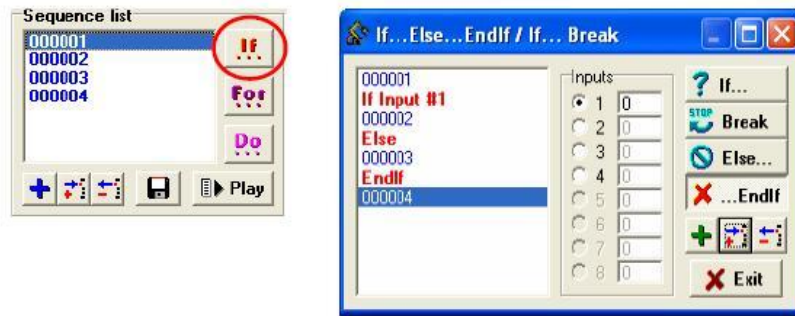 Sequence list
000001
000002
000003
000004
If
...
For
...
Do
...
Play
If...Else...EndIf / If... Break
000001
If Input #1
000002
Else
000003
EndIf
000004
Inputs
1 0
2 0
3 0
4 0
5 0
6 0
7 0
8 0
? If...
STOP Break
Else...
...EndIf
Exit